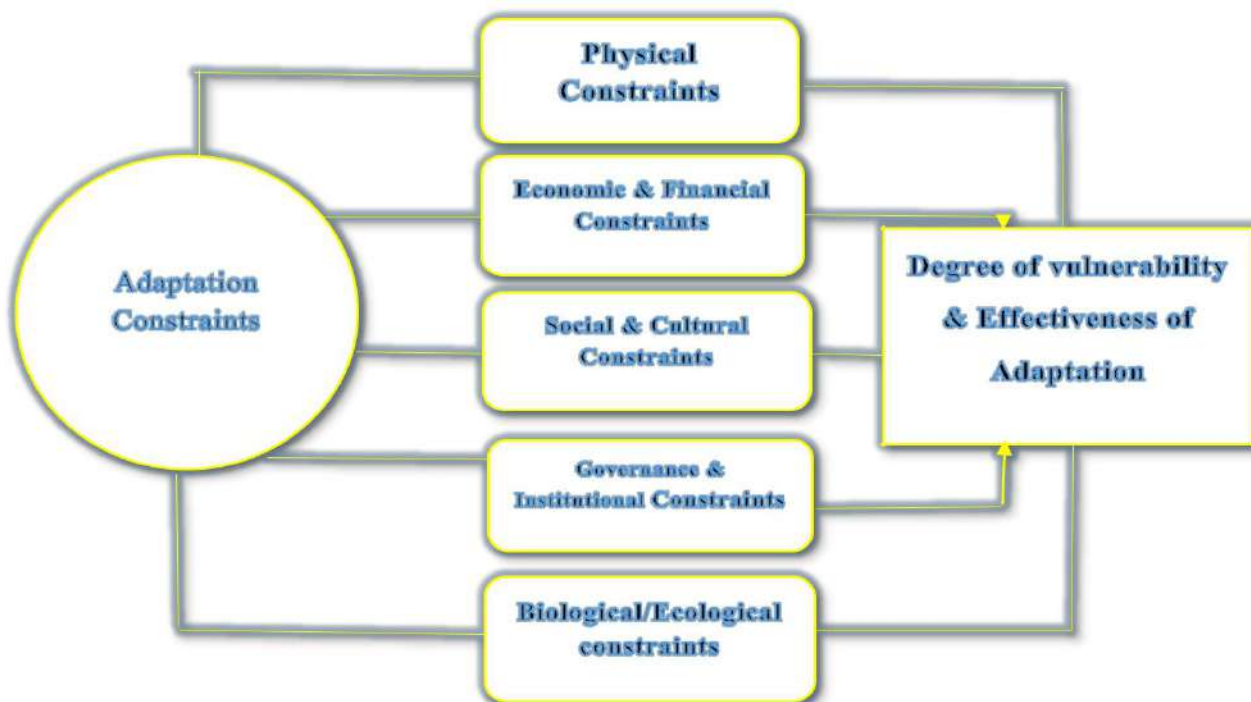 Physical
Constraints
Economic & Financial
Constraints
Adaptation
Constraints
Social & Cultural
Constraints
Governance &
Institutional Constraints
Biological/Ecological
constraints
Degree of vulnerability
& Effectiveness of
Adaptation